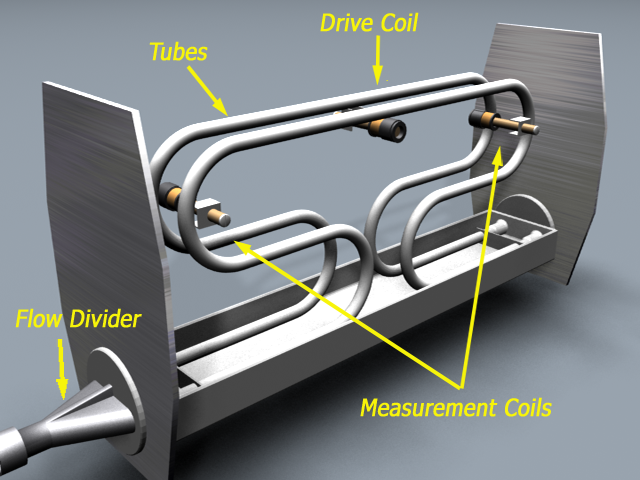 Drive Coil
Tubes
Flow Divider
Measurement Coils